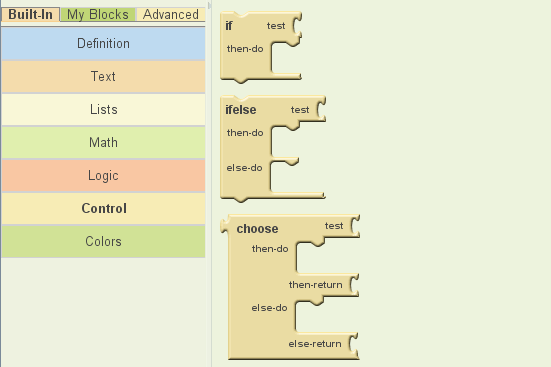 Built-In My Blocks Advanced
Definition
Text
Lists
Math
Logic
Control
Colors
if test
then-do
ifelse test
then-do
else-do
choose test
then-do
then-return
else-do
else-return